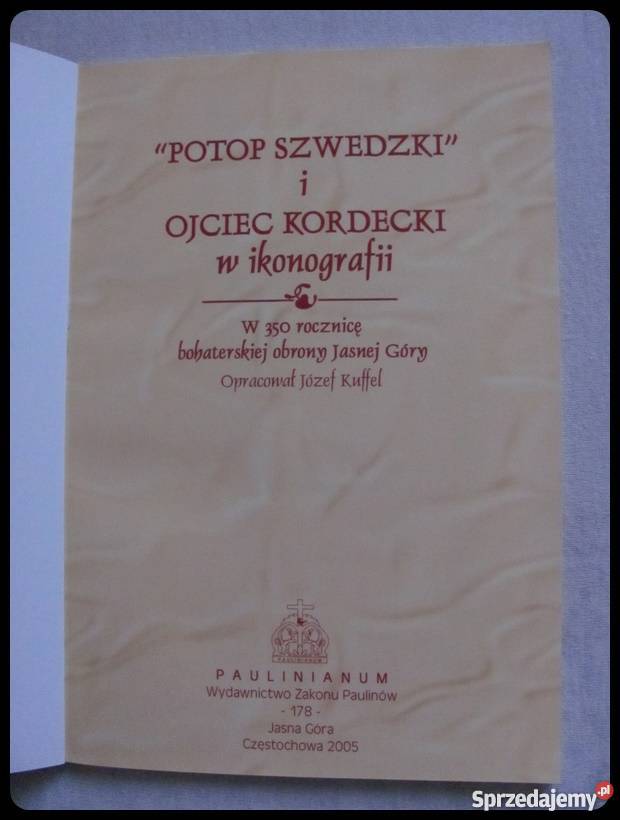 “POTOP SZWEDZKI”
i
OJCIEC KORDECKI
w ikonografii
W 350 rocznicę
bohaterskiej obrony Jasnej Góry
Opracował Józef Kuffel
PAULINIANUM
PAULINIANUM
Wydawnictwo Zakonu Paulinów
- 178 -
Jasna Góra
Częstochowa 2005
Sprzedajemy.pl